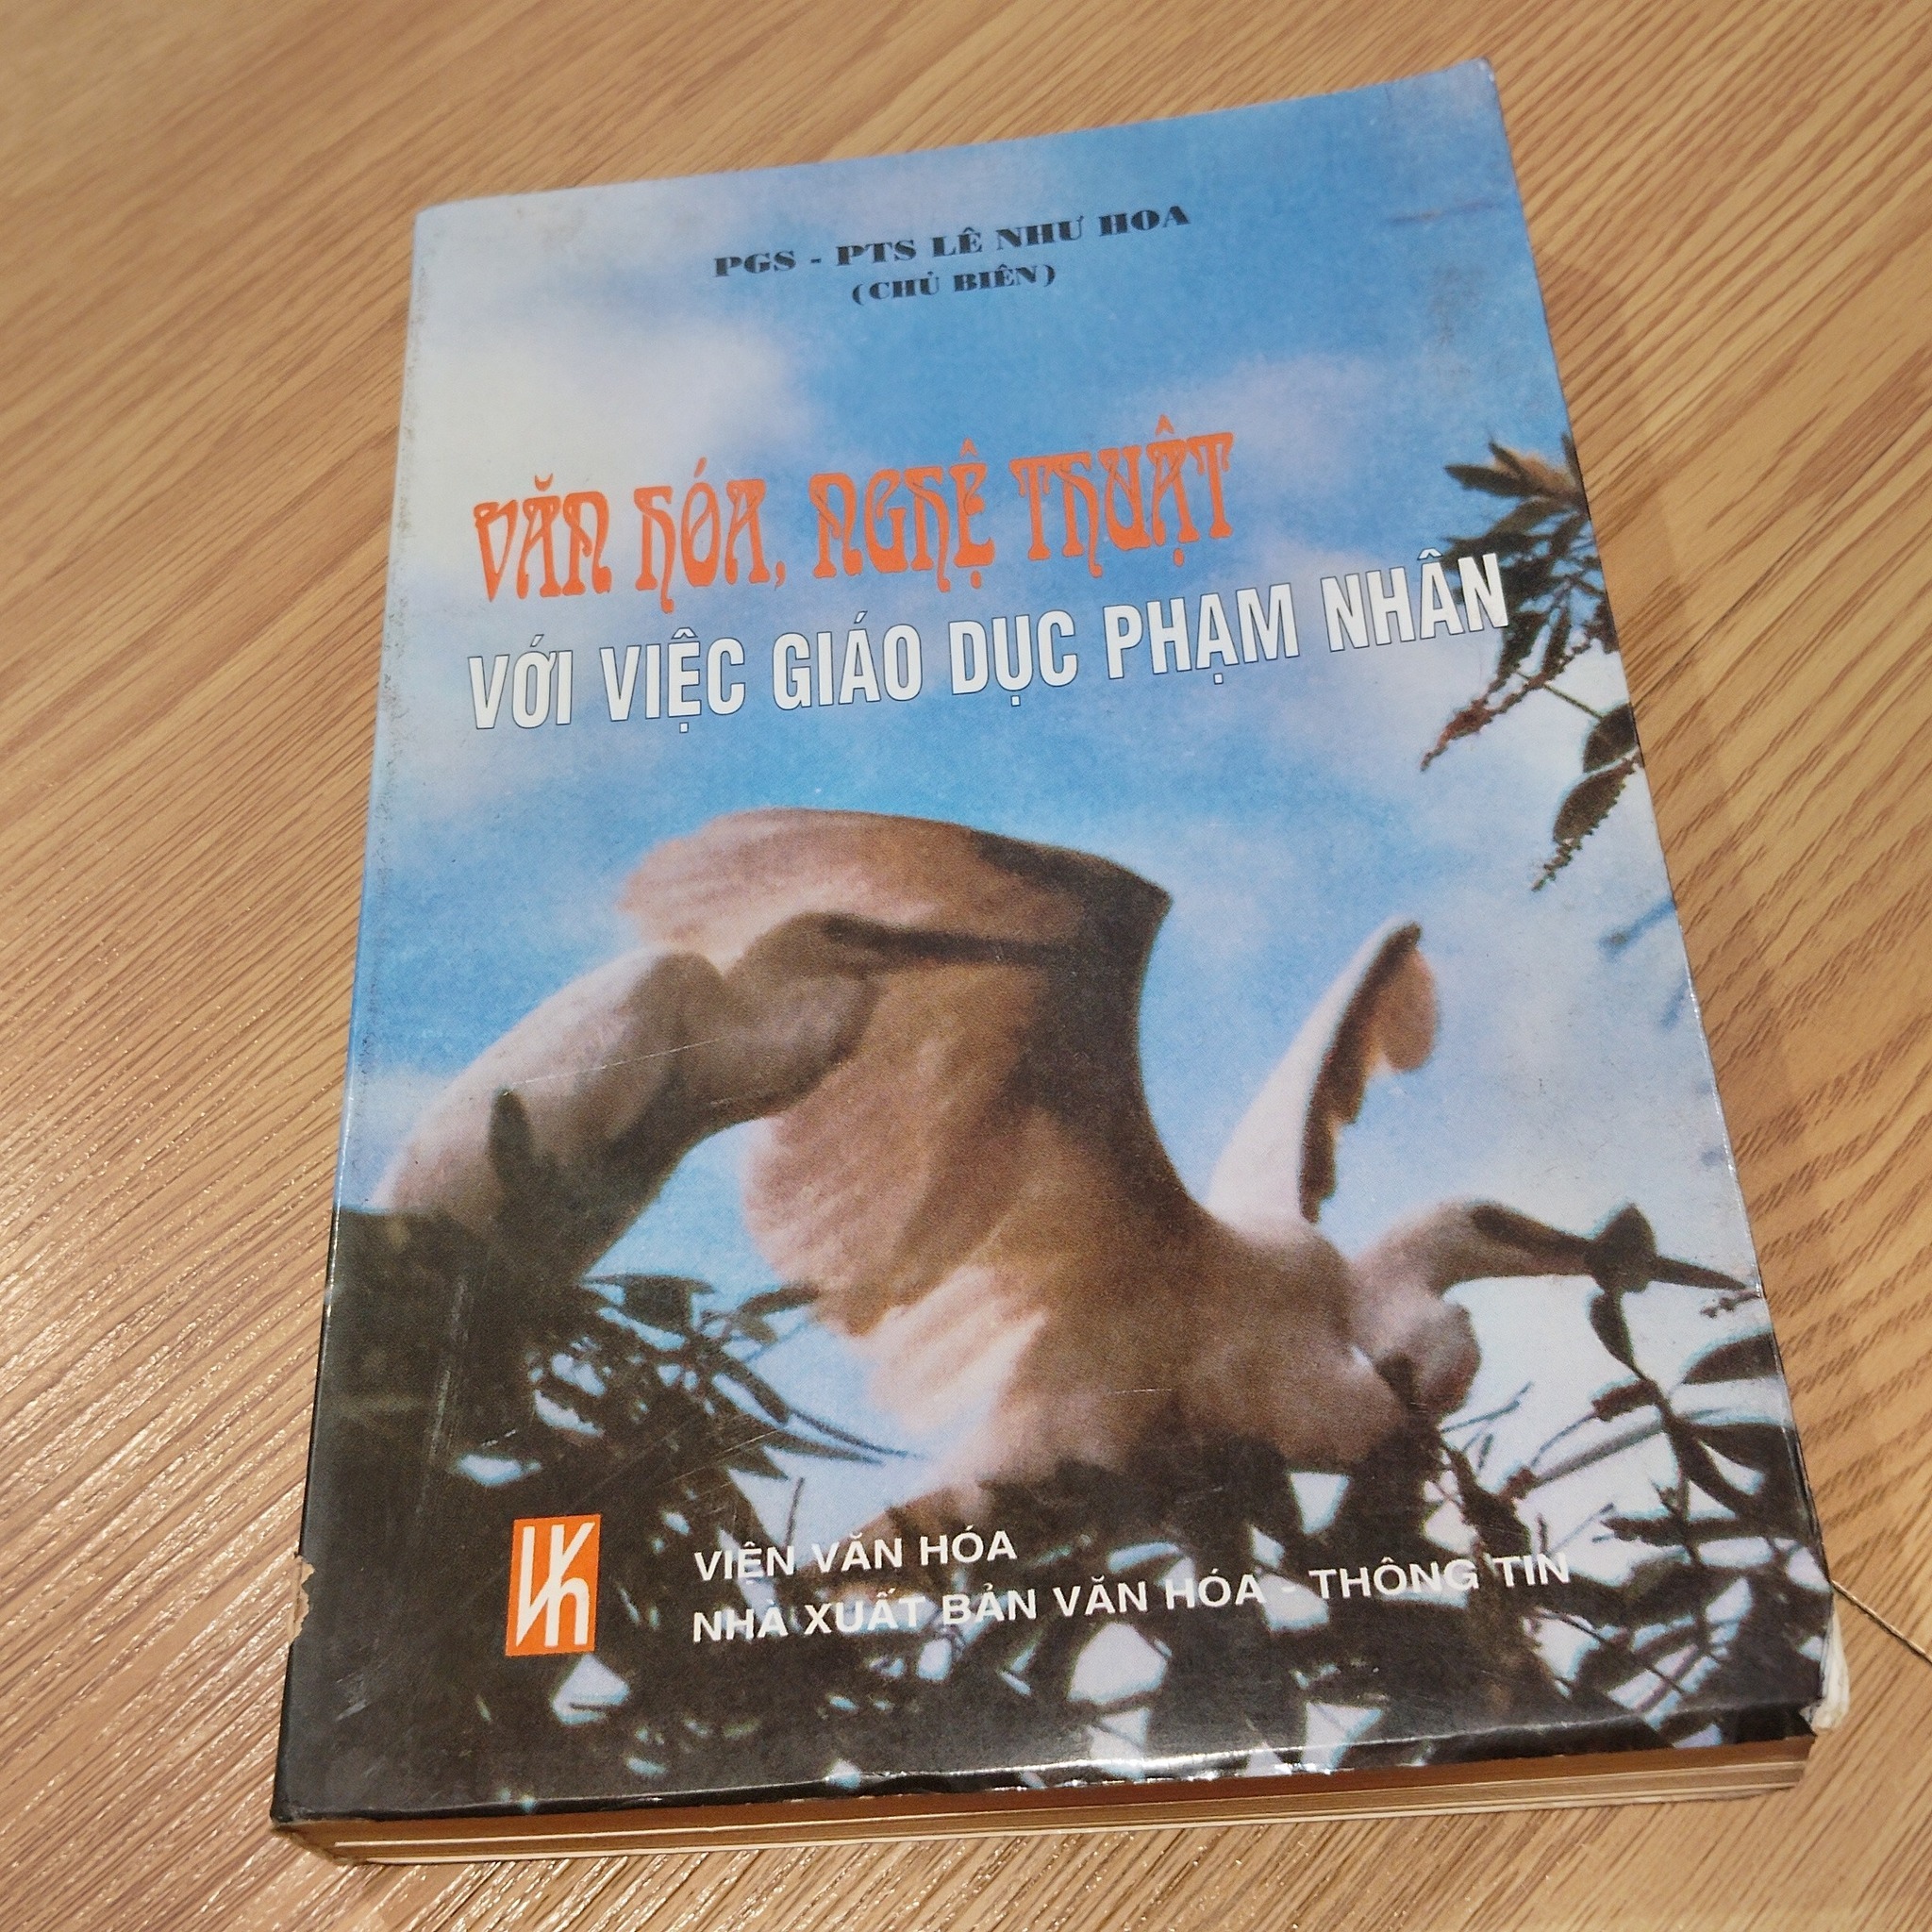 PGS - PTS LÊ NHƯ HOA
(CHỦ BIÊN)
VĂN HÓA, NGHỆ THUẬT
VỚI VIỆC GIÁO DỤC PHẠM NHÂN
VIỆN VĂN HÓA
NHÀ XUẤT BẢN VĂN HÓA - THÔNG TIN